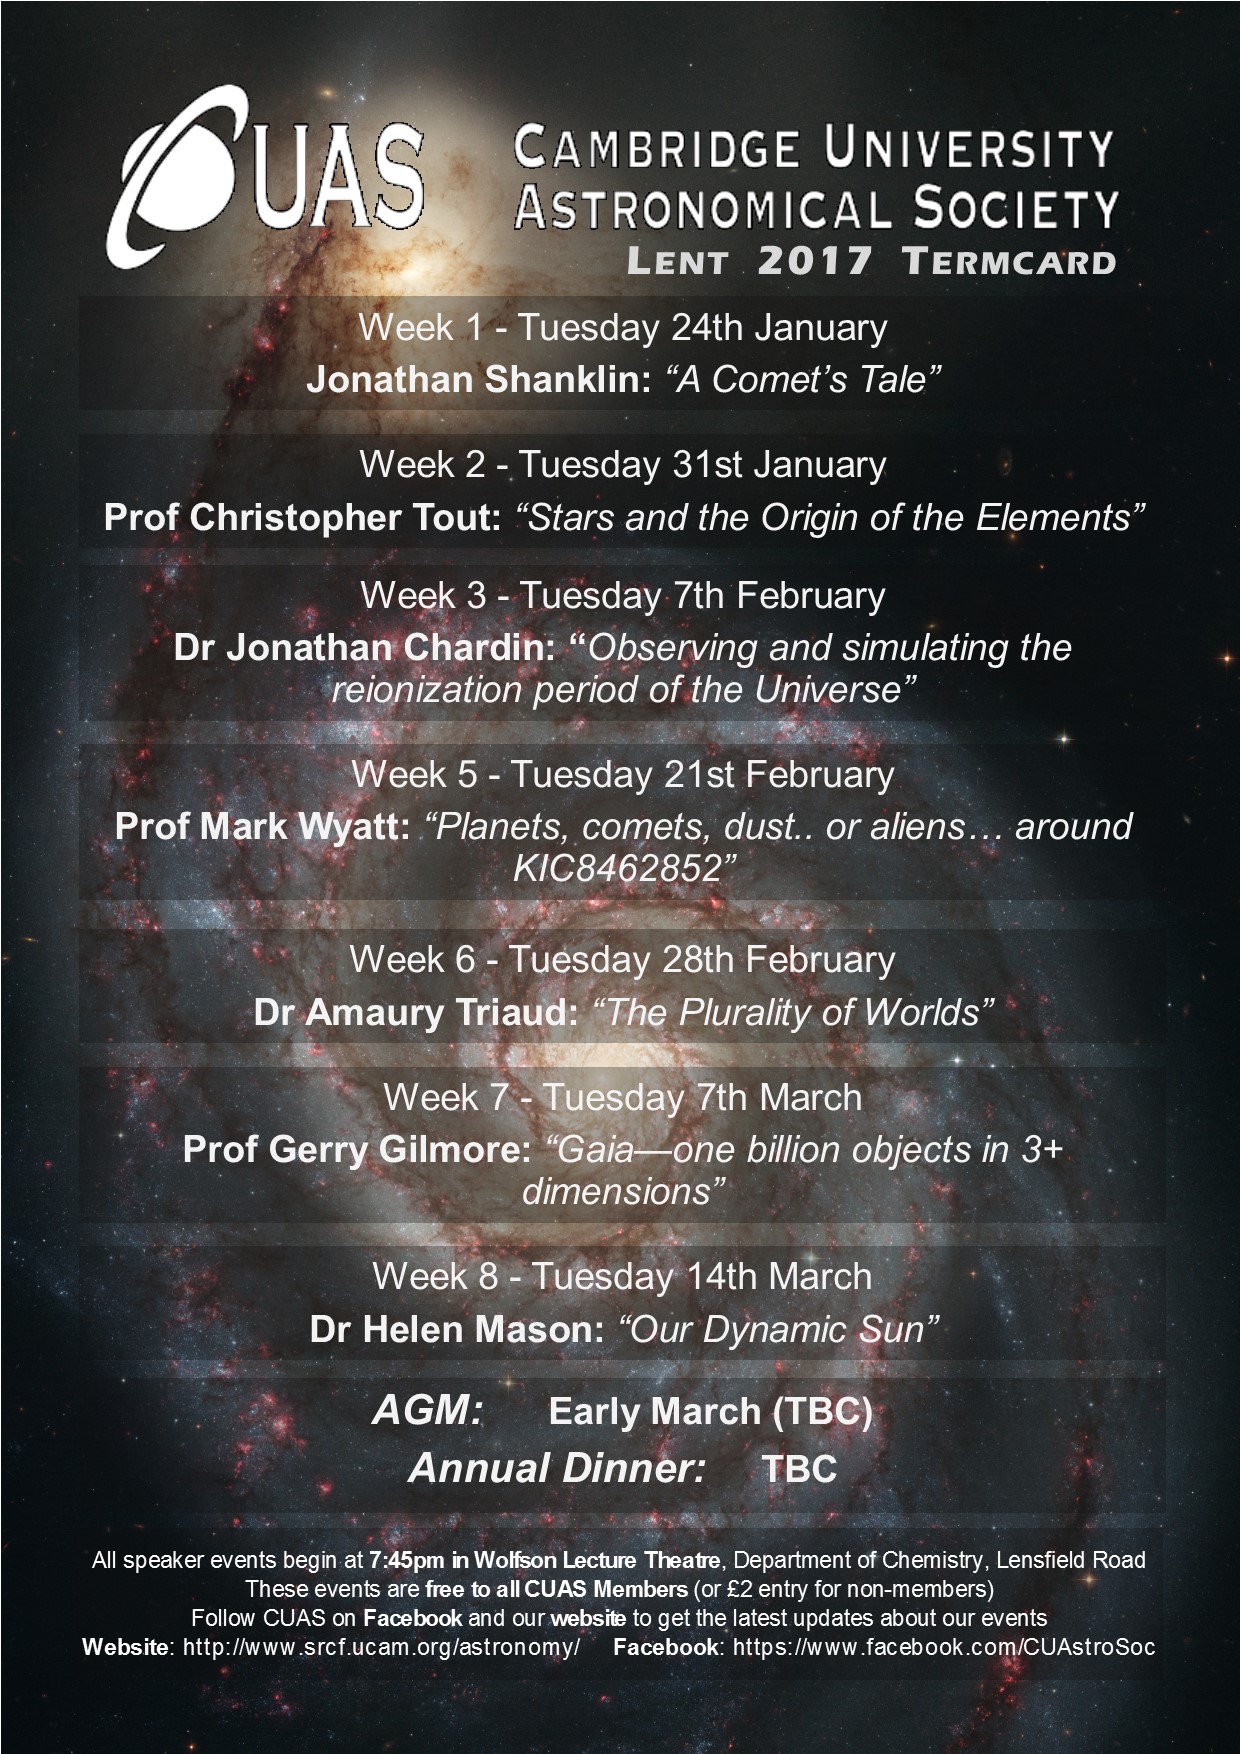 CUAS
CAMBRIDGE UNIVERSITY
ASTRONOMICAL SOCIETY
LENT 2017 TERMCARD
Week 1 - Tuesday 24th January
Jonathan Shanklin: “A Comet’s Tale”
Week 2 - Tuesday 31st January
Prof Christopher Tout: “Stars and the Origin of the Elements”
Week 3 - Tuesday 7th February
Dr Jonathan Chardin: “Observing and simulating the
reionization period of the Universe”
Week 5 - Tuesday 21st February
Prof Mark Wyatt: “Planets, comets, dust.. or aliens… around
KIC8462852”
Week 6 - Tuesday 28th February
Dr Amaury Triaud: “The Plurality of Worlds”
Week 7 - Tuesday 7th March
Prof Gerry Gilmore: “Gaia—one billion objects in 3+
dimensions”
Week 8 - Tuesday 14th March
Dr Helen Mason: “Our Dynamic Sun”
AGM: Early March (TBC)
Annual Dinner: TBC
All speaker events begin at 7:45pm in Wolfson Lecture Theatre, Department of Chemistry, Lensfield Road
These events are free to all CUAS Members (or £2 entry for non-members)
Follow CUAS on Facebook and our website to get the latest updates about our events
Website: http://www.srcf.ucam.org/astronomy/ Facebook: https://www.facebook.com/CUAstroSoc